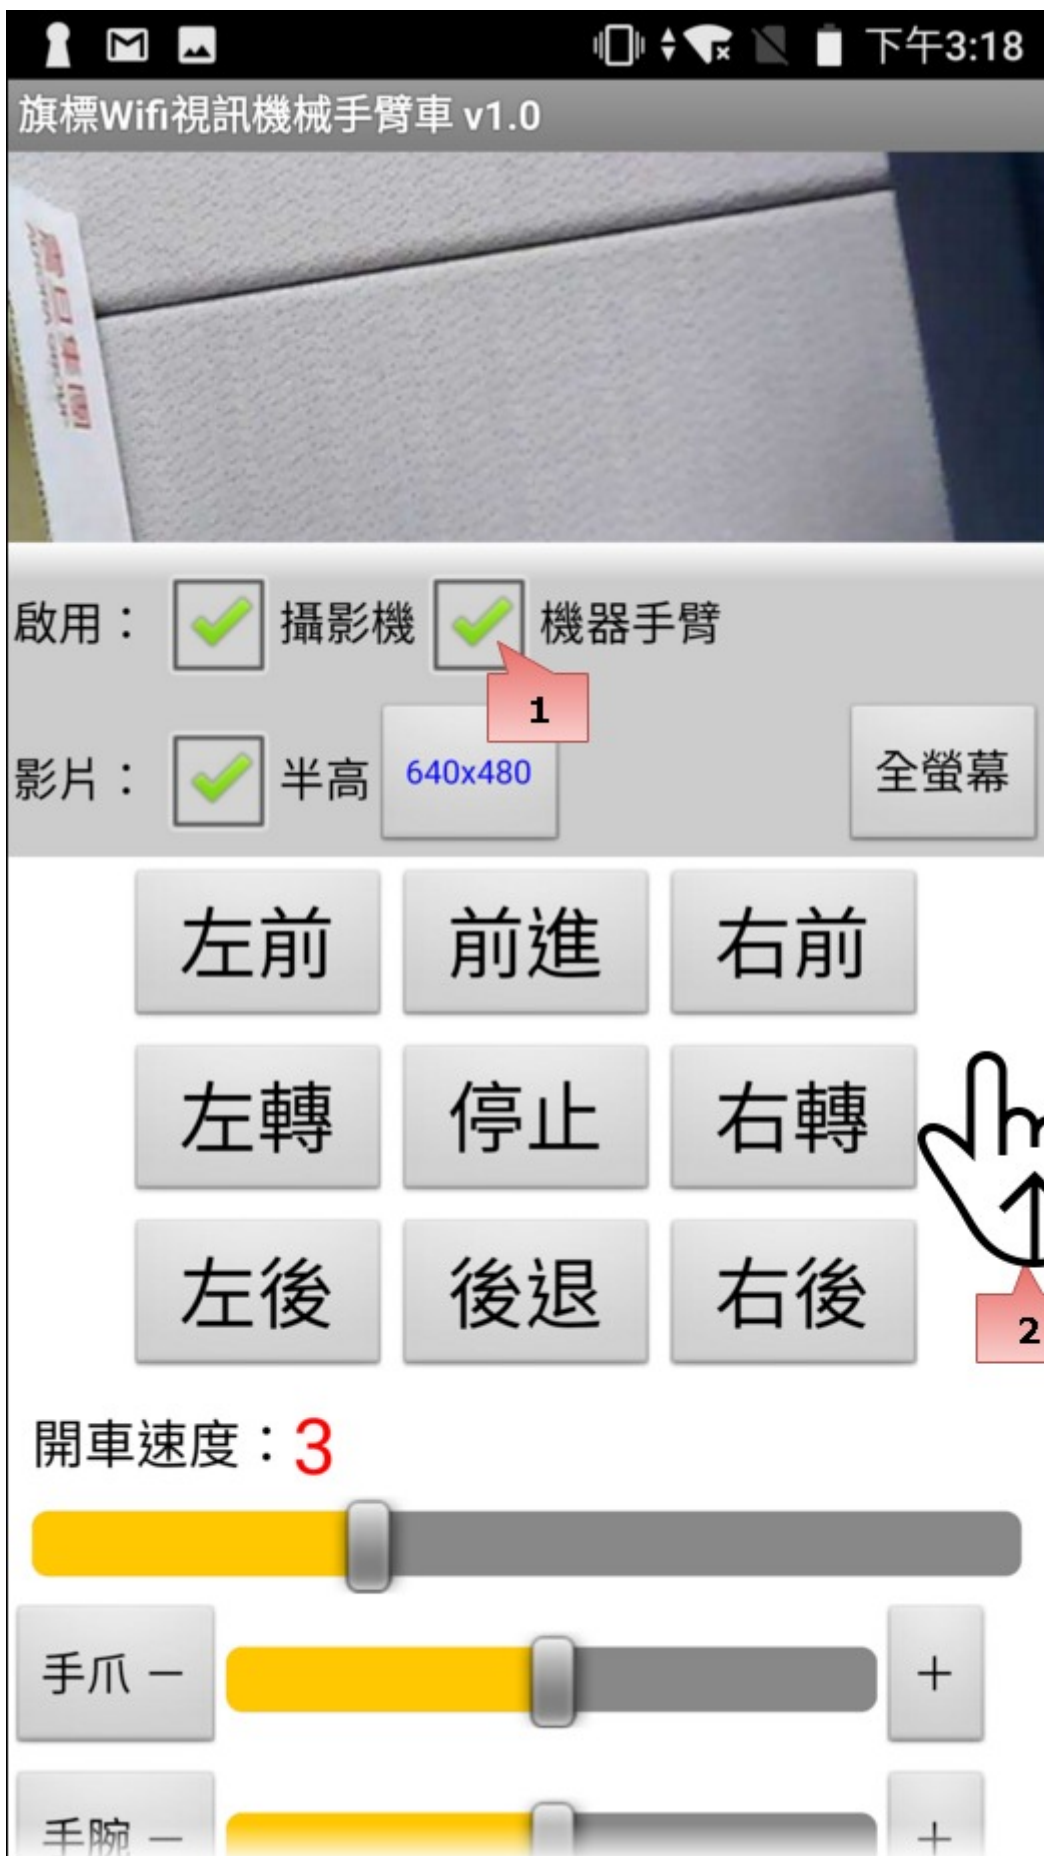 下午3:18
旗標Wifi視訊機械手臂車 v1.0
啟用： 攝影機 機器手臂
1
影片： 半高 640x480 全螢幕
左前 前進 右前
左轉 停止 右轉
左後 後退 右後
2
開車速度：3
手爪 － ＋
手腕 － ＋